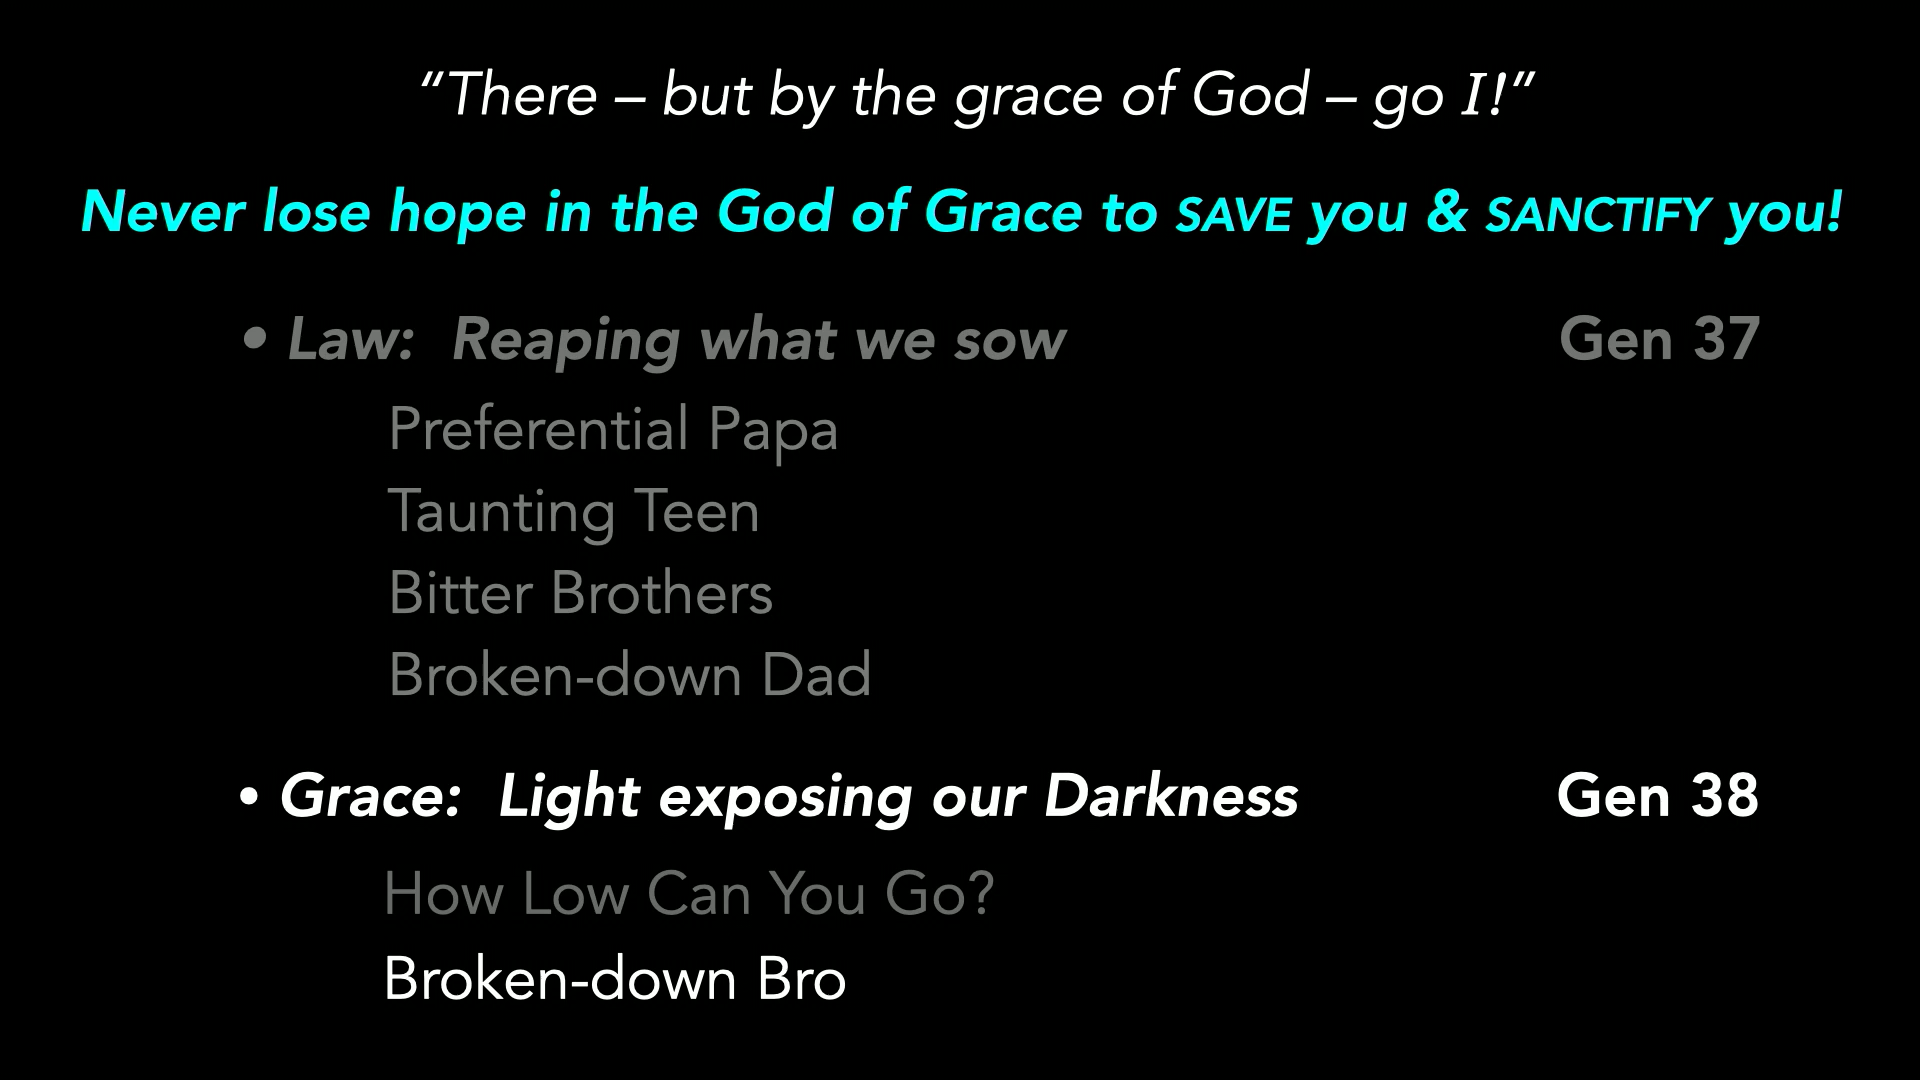 “There – but by the grace of God – go I!”
Never lose hope in the God of Grace to SAVE you & SANCTIFY you!
• Law: Reaping what we sow Gen 37
Preferential Papa
Taunting Teen
Bitter Brothers
Broken-down Dad
• Grace: Light exposing our Darkness Gen 38
How Low Can You Go?
Broken-down Bro